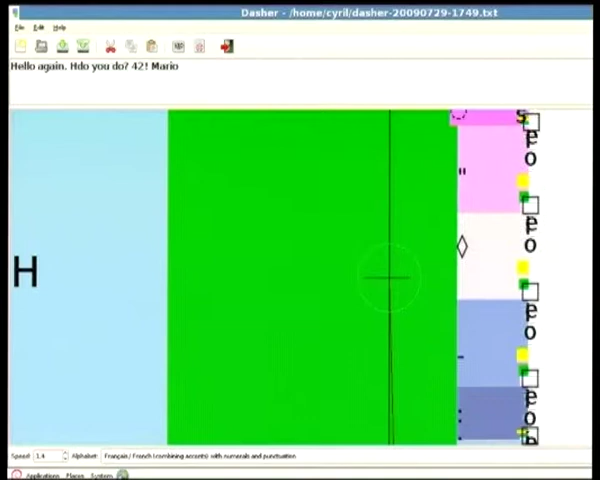 Dasher - /home/cyril/dasher-20090729-1749.txt
File Edit Help
Hello again. Hdo you do? 42! Mario
H
"
◊
-
:
Speed: 1.4 Alphabet: Français / French (combining accents) with numerals and punctuation
Applications Places System